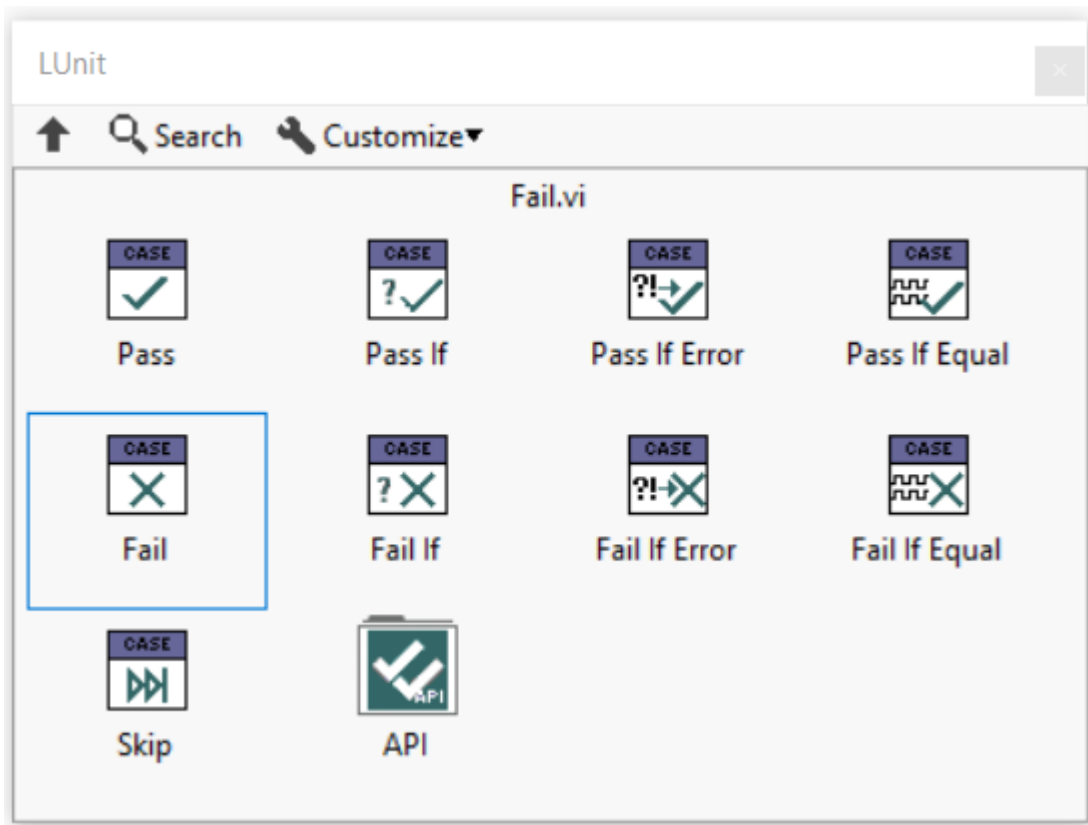 LUnit
Search Customize
Fail.vi
CASE CASE CASE CASE
? ?! 
Pass Pass If Pass If Error Pass If Equal
CASE CASE CASE CASE
? ?!
Fail Fail If Fail If Error Fail If Equal
CASE
API
Skip API